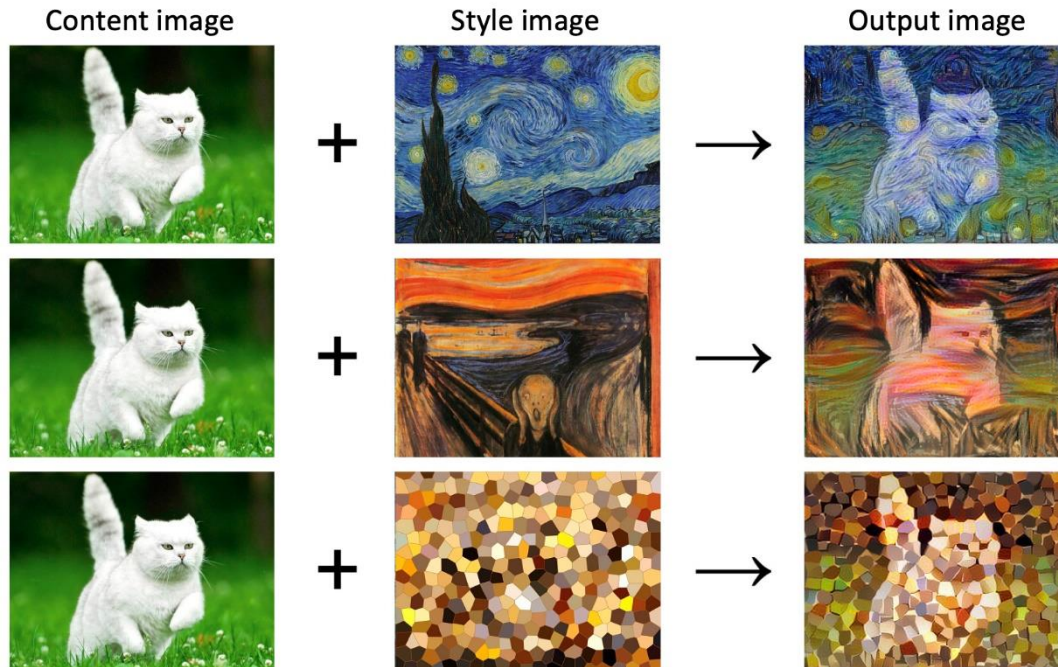 Content image
Style image
Output image
+
→
+
→
+
→